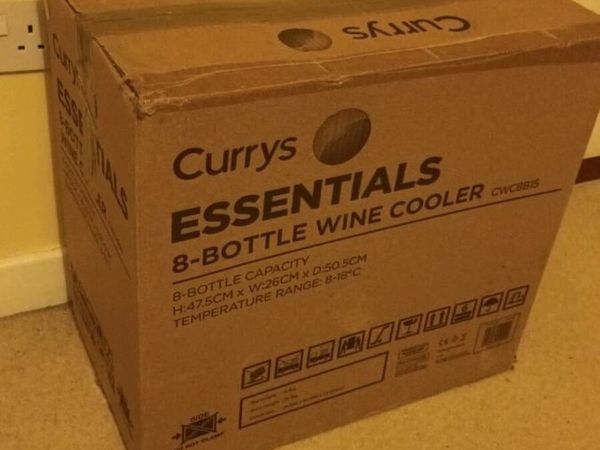 Currys
Currys
ESSENTIALS
8-BOTTLE WINE COOLER CWC8B15
8-BOTTLE CAPACITY
H:47.5CM x W:26CM x D:50.5CM
TEMPERATURE RANGE: 8-18°C